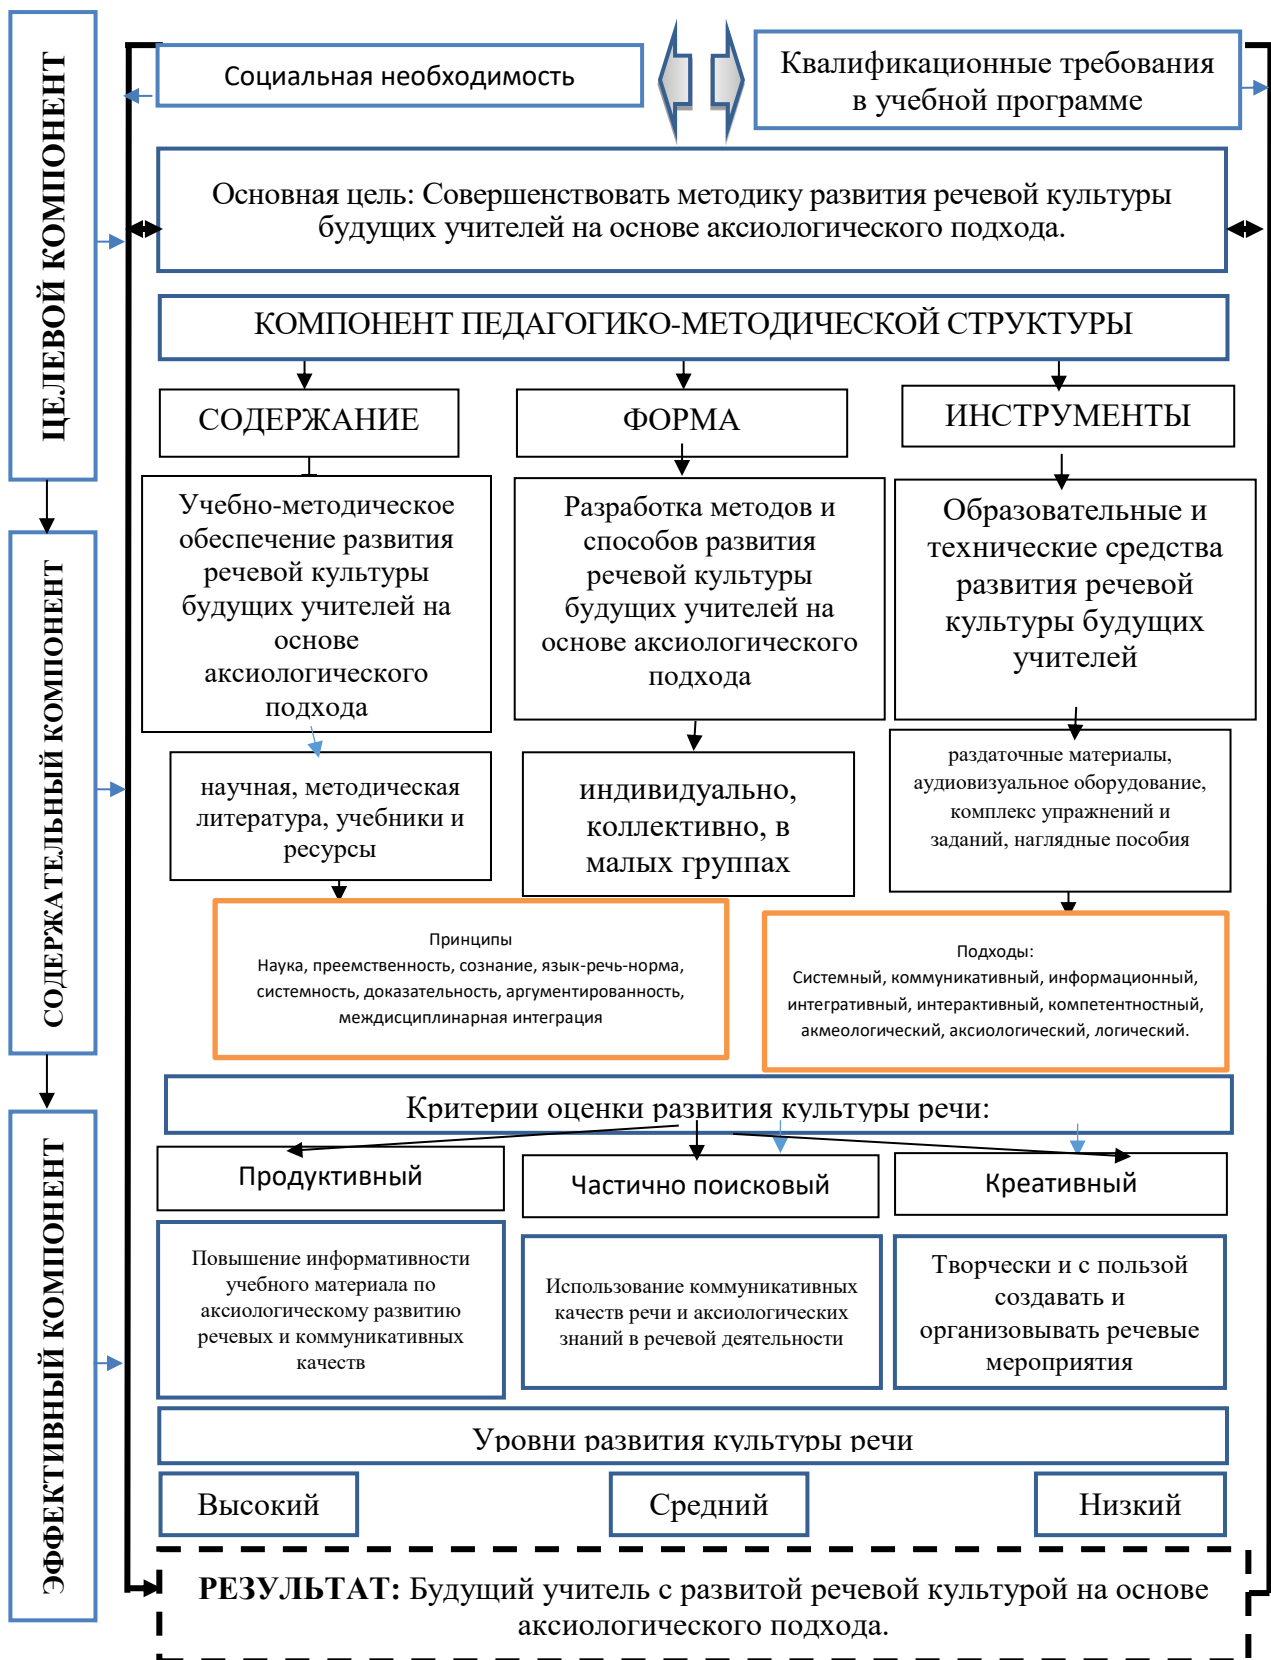 ЦЕЛЕВОЙ КОМПОНЕНТ
СОДЕРЖАТЕЛЬНЫЙ КОМПОНЕНТ
ЭФФЕКТИВНЫЙ КОМПОНЕНТ
Социальная необходимость
Квалификационные требования
в учебной программе
Основная цель: Совершенствовать методику развития речевой культуры
будущих учителей на основе аксиологического подхода.
КОМПОНЕНТ ПЕДАГОГИКО-МЕТОДИЧЕСКОЙ СТРУКТУРЫ
СОДЕРЖАНИЕ
ФОРМА
ИНСТРУМЕНТЫ
Учебно-методическое
обеспечение развития
речевой культуры
будущих учителей на
основе
аксиологического
подхода
Разработка методов и
способов развития
речевой культуры
будущих учителей на
основе аксиологического
подхода
Образовательные и
технические средства
развития речевой
культуры будущих
учителей
научная, методическая
литература, учебники и
ресурсы
индивидуально,
коллективно, в
малых группах
раздаточные материалы,
аудиовизуальное оборудование,
комплекс упражнений и
заданий, наглядные пособия
Принципы
Наука, преемственность, сознание, язык-речь-норма,
системность, доказательность, аргументированность,
междисциплинарная интеграция
Подходы:
Системный, коммуникативный, информационный,
интегративный, интерактивный, компетентностный,
акмеологический, аксиологический, логический.
Критерии оценки развития культуры речи:
Продуктивный
Частично поисковый
Креативный
Повышение информативности
учебного материала по
аксиологическому развитию
речевых и коммуникативных
качеств
Использование коммуникативных
качеств речи и аксиологических
знаний в речевой деятельности
Творчески и с пользой
создавать и
организовывать речевые
мероприятия
Уровни развития культуры речи
Высокий
Средний
Низкий
РЕЗУЛЬТАТ: Будущий учитель с развитой речевой культурой на основе
аксиологического подхода.